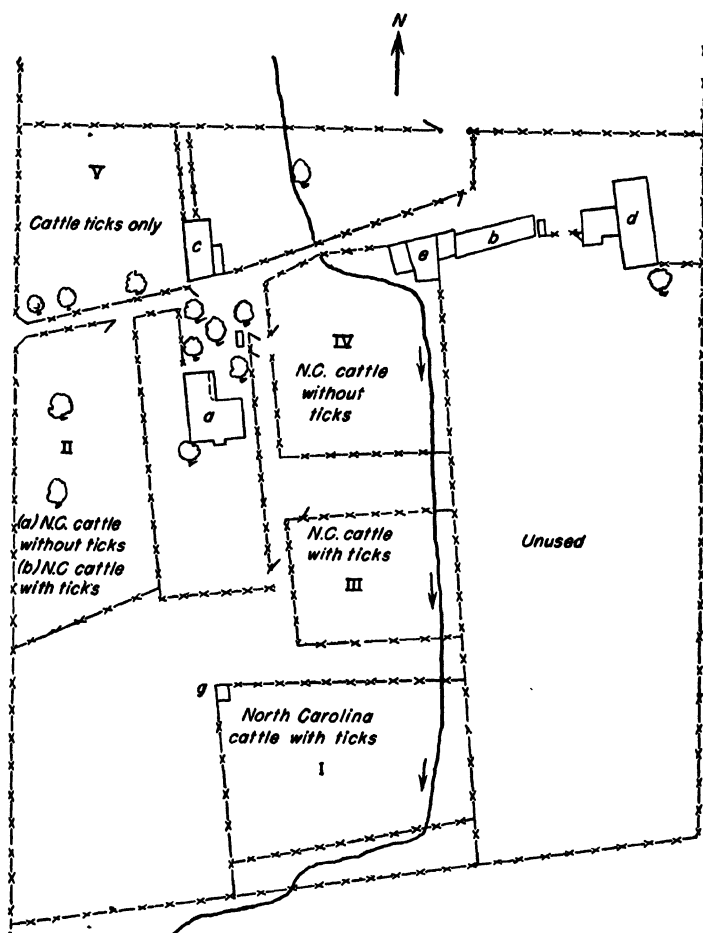 N
V
Cattle ticks only
c
d
b
e
IV
N.C. cattle
without
ticks
a
II
(a) N.C. cattle
without ticks
(b) N.C cattle
with ticks
N.C. cattle
with ticks
III
Unused
g
North Carolina
cattle with ticks
I